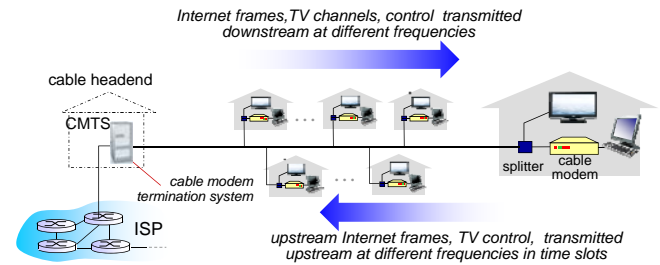 Internet frames,TV channels, control transmitted
downstream at different frequencies
cable headend
CMTS
splitter
cable
modem
cable modem
termination system
ISP
upstream Internet frames, TV control, transmitted
upstream at different frequencies in time slots